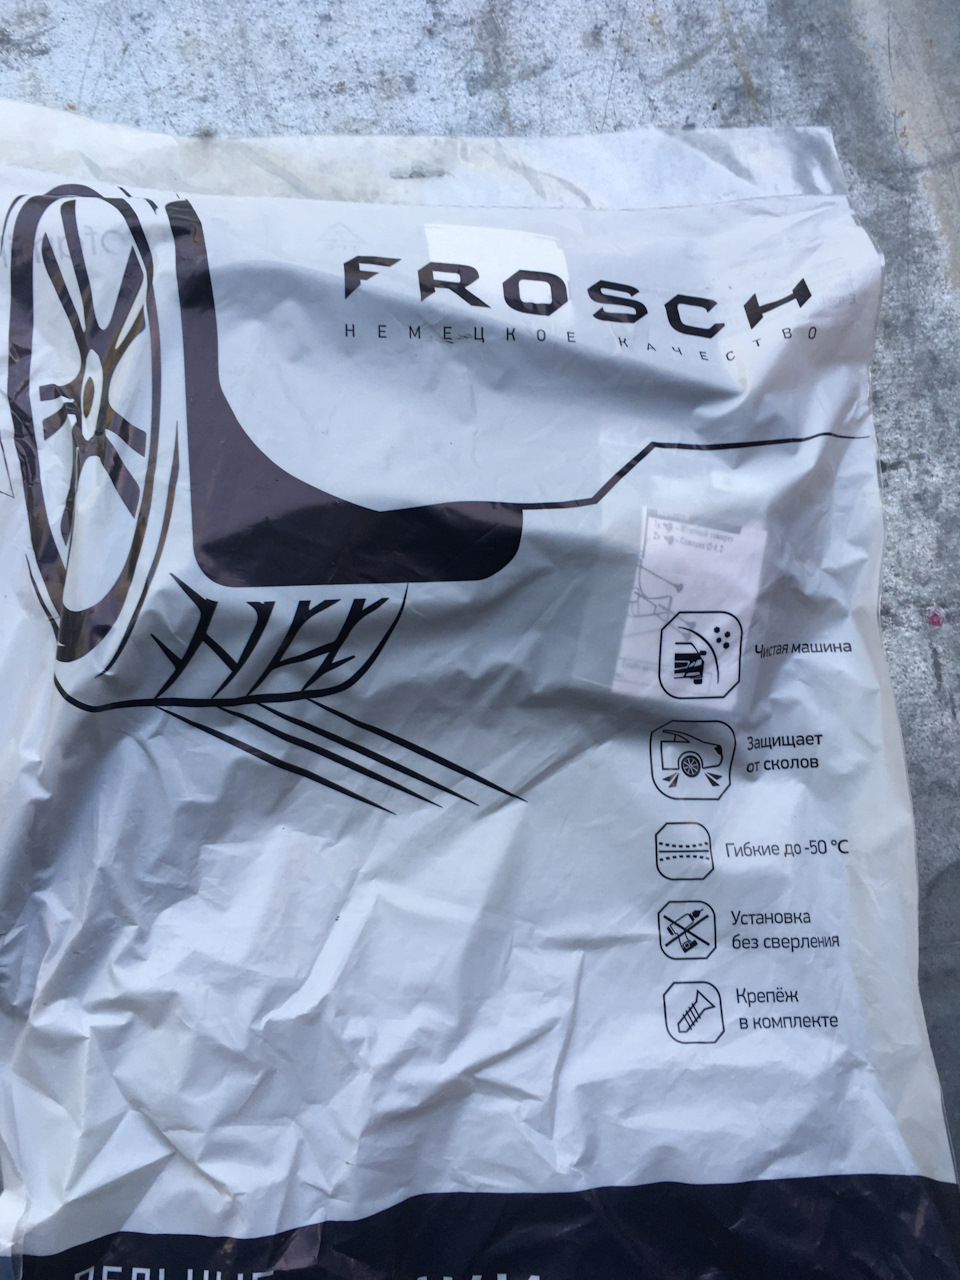 FROSCH
НЕМЕЦКОЕ КАЧЕСТВО
Чистая машина
Защищает
от сколов
Гибкие до -50 °C
Установка
без сверления
Крепёж
в комплекте